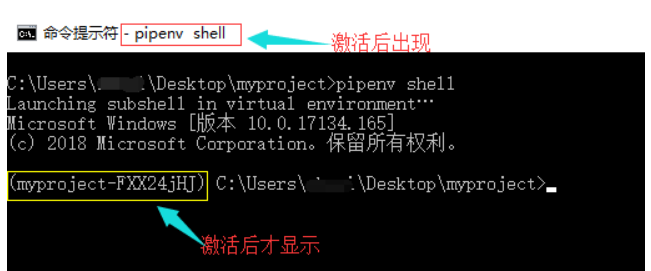 命令提示符 - pipenv shell
激活后出现
C:\Users\ \Desktop\myproject>pipenv shell
Launching subshell in virtual environment…
Microsoft Windows [版本 10.0.17134.165]
(c) 2018 Microsoft Corporation。保留所有权利。
(myproject-FXX24jHJ) C:\Users\ \Desktop\myproject>
激活后才显示